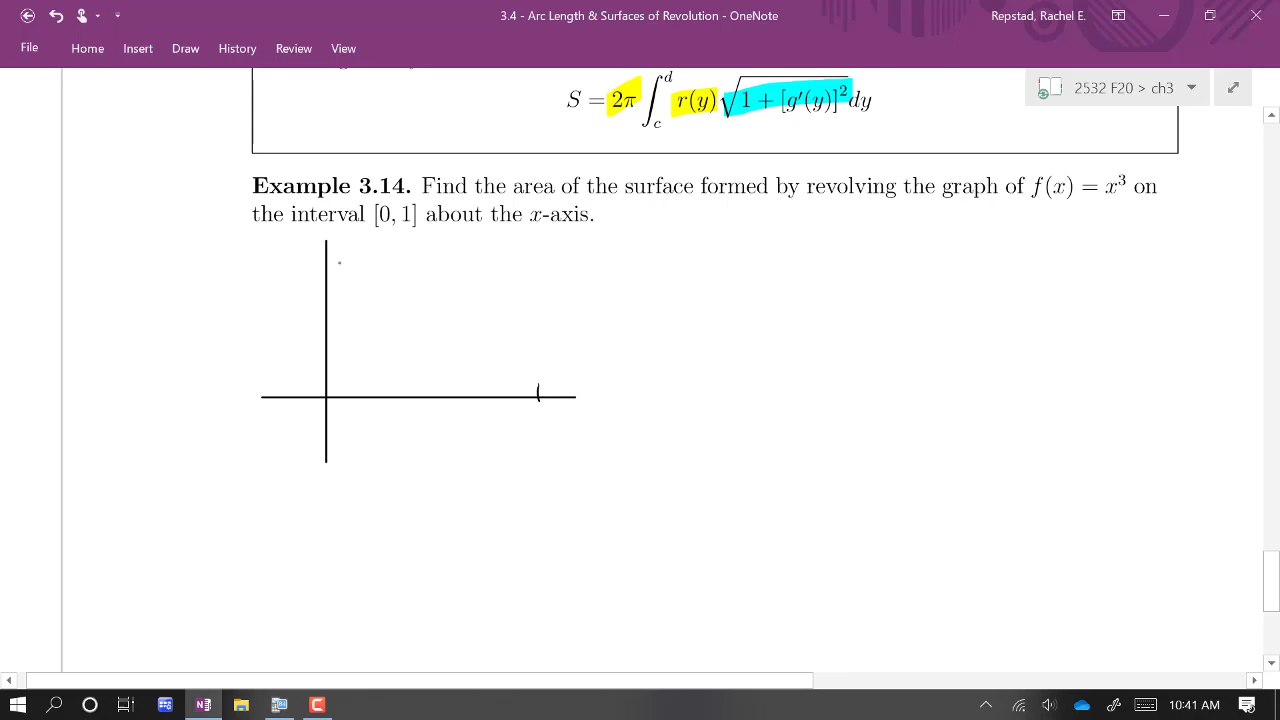 3.4 - Arc Length & Surfaces of Revolution - OneNote
Repstad, Rachel E.
File Home Insert Draw History Review View
2532 F20 > ch3
S = 2π ∫_c^d r(y)√(1 + [g′(y)]²) dy
Example 3.14. Find the area of the surface formed by revolving the graph of f(x) = x³ on
the interval [0, 1] about the x-axis.
10:41 AM